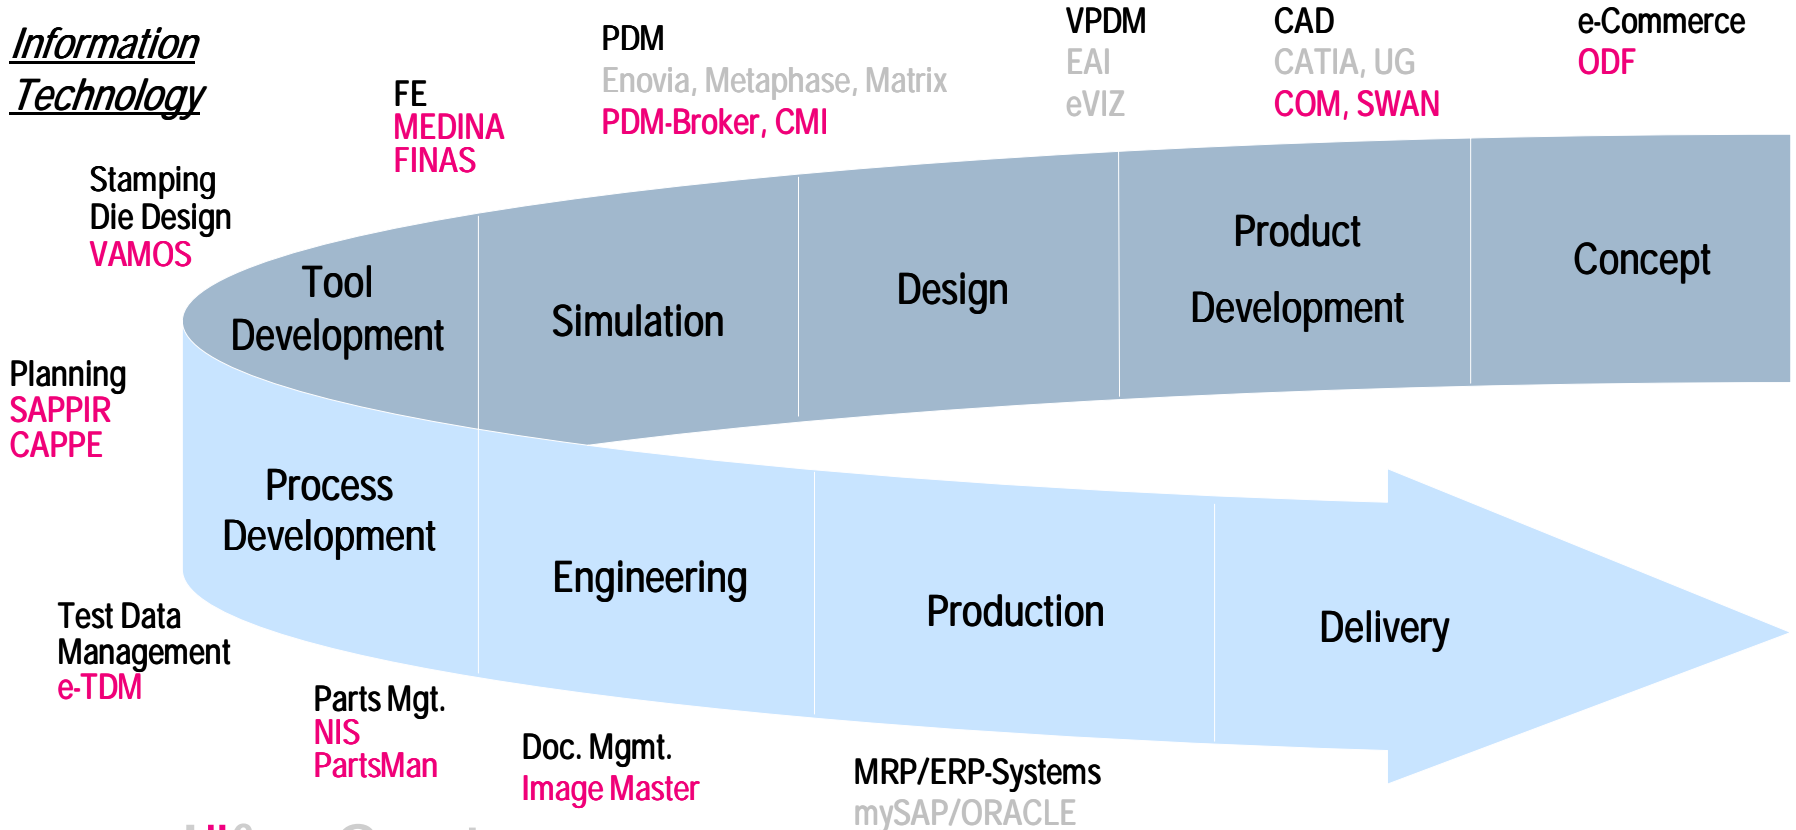 Information
Technology
FE
MEDINA
FINAS
PDM
Enovia, Metaphase, Matrix
PDM-Broker, CMI
VPDM
EAI
eVIZ
CAD
CATIA, UG
COM, SWAN
e-Commerce
ODF
Stamping
Die Design
VAMOS
Tool
Development
Simulation
Design
Product
Development
Concept
Planning
SAPPIR
CAPPE
Process
Development
Engineering
Production
Delivery
Test Data
Management
e-TDM
Parts Mgt.
NIS
PartsMan
Doc. Mgmt.
Image Master
MRP/ERP-Systems
mySAP/ORACLE